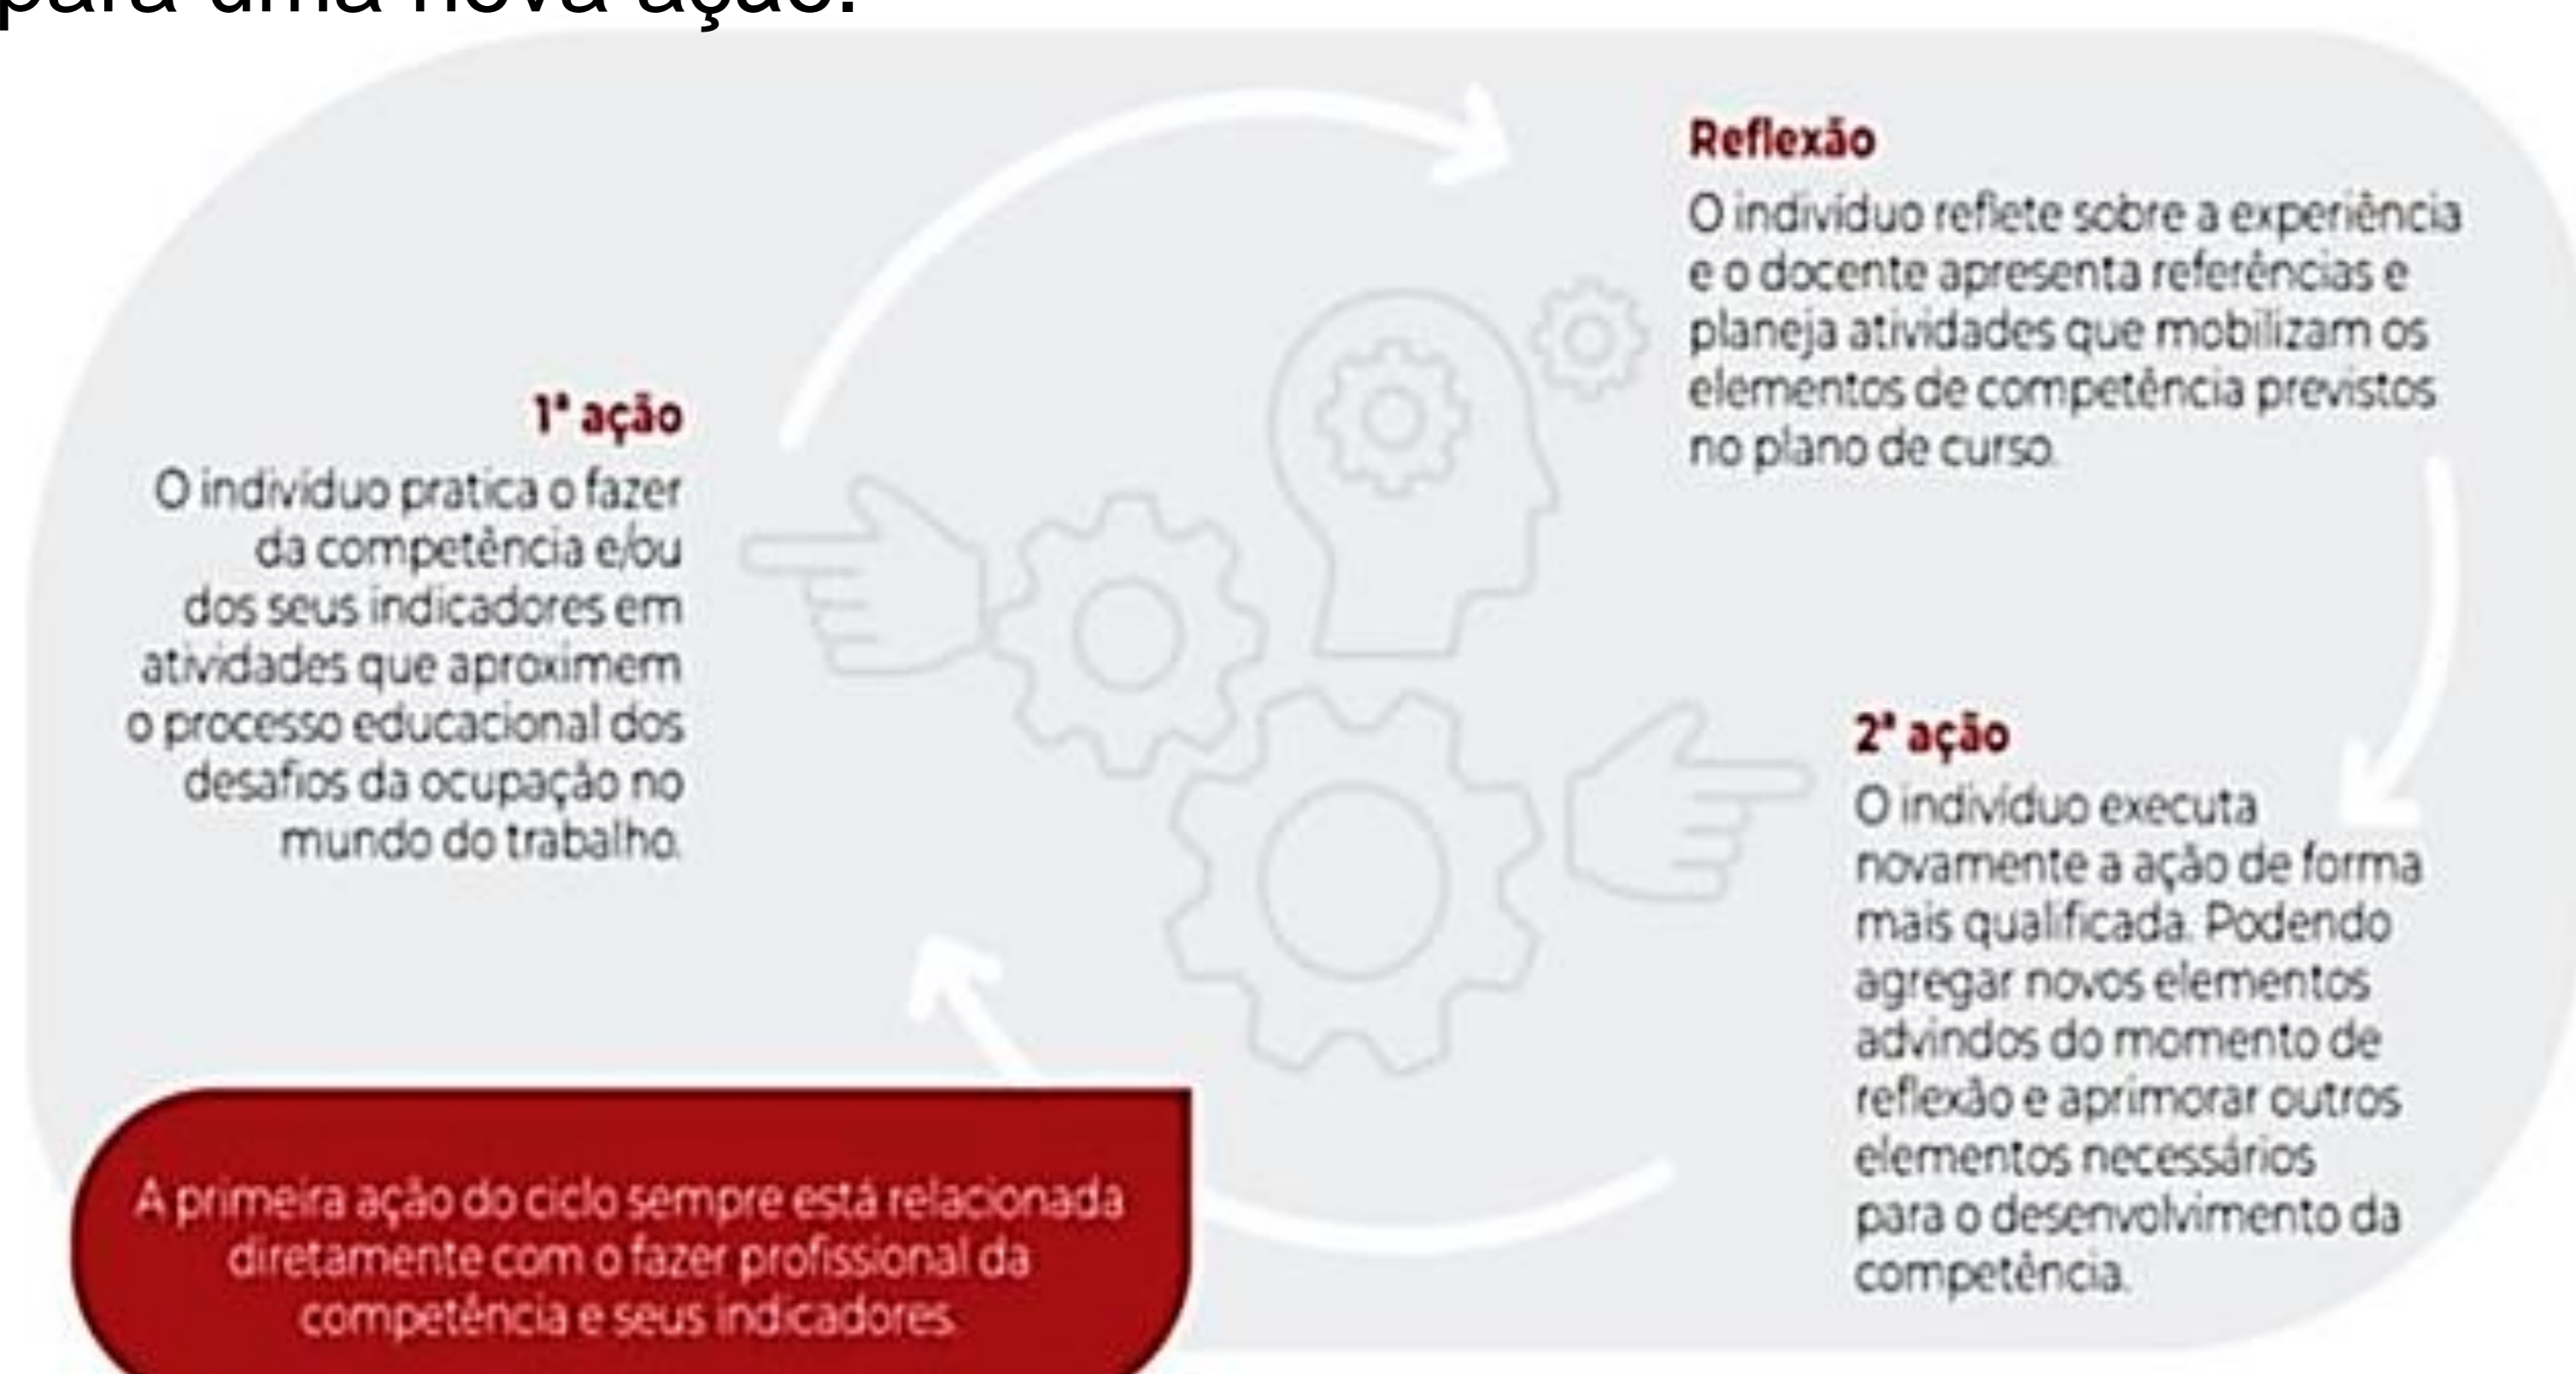 para uma nova ação.
Reflexão
O indivíduo reflete sobre a experiência
e o docente apresenta referências e
planeja atividades que mobilizam os
elementos de competência previstos
no plano de curso.
1ª ação
O indivíduo pratica o fazer
da competência e/ou
dos seus indicadores em
atividades que aproximem
o processo educacional dos
desafios da ocupação no
mundo do trabalho.
2ª ação
O indivíduo executa
novamente a ação de forma
mais qualificada. Podendo
agregar novos elementos
advindos do momento de
reflexão e aprimorar outros
elementos necessários
para o desenvolvimento da
competência.
A primeira ação do ciclo sempre está relacionada
diretamente com o fazer profissional da
competência e seus indicadores.